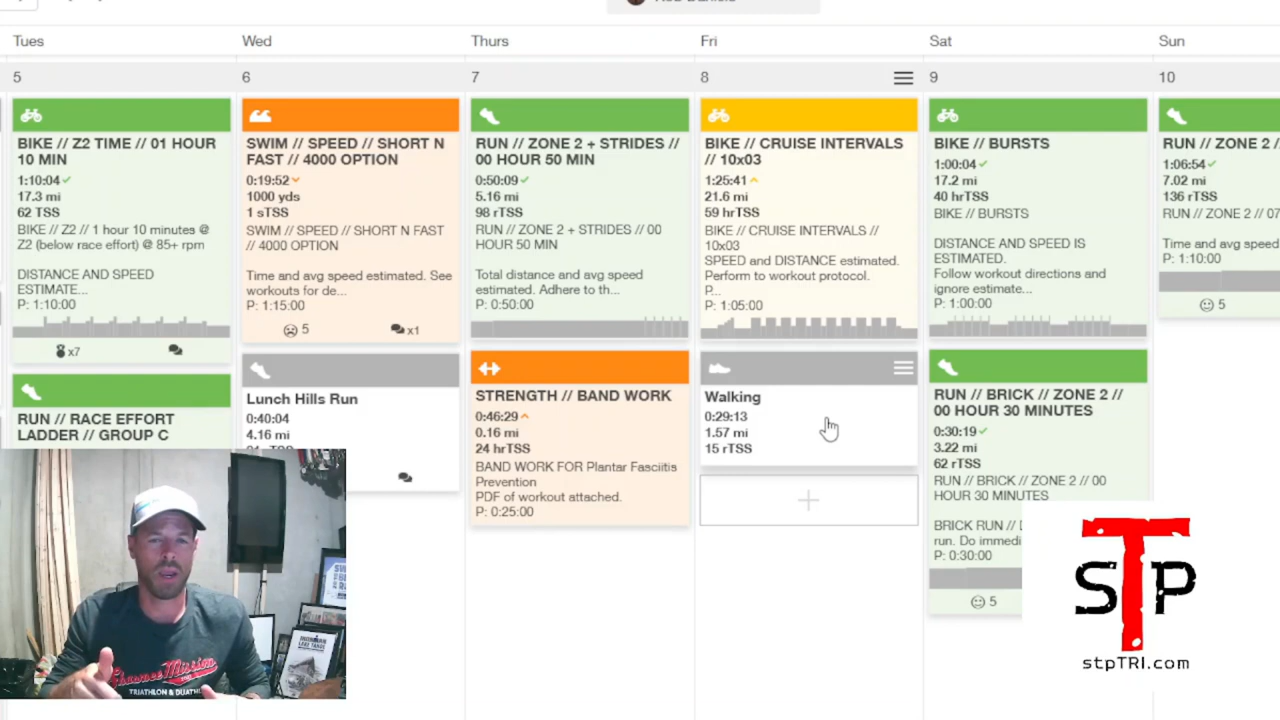 Tues
Wed
Thurs
Fri
Sat
Sun
5
6
7
8
9
10
BIKE // Z2 TIME // 01 HOUR
10 MIN
1:10:04
17.3 mi
62 TSS
BIKE // Z2 // 1 hour 10 minutes @
Z2 (below race effort) @ 85+ rpm
DISTANCE AND SPEED
ESTIMATE...
P: 1:10:00
x7
RUN // RACE EFFORT
LADDER // GROUP C
SWIM // SPEED // SHORT N
FAST // 4000 OPTION
0:19:52
1000 yds
1 sTSS
SWIM // SPEED // SHORT N FAST
// 4000 OPTION
Time and avg speed estimated. See
workouts for de...
P: 1:15:00
5
x1
Lunch Hills Run
0:40:04
4.16 mi
RUN // ZONE 2 + STRIDES //
00 HOUR 50 MIN
0:50:09
5.16 mi
98 rTSS
RUN // ZONE 2 + STRIDES // 00
HOUR 50 MIN
Total distance and avg speed
estimated. Adhere to th...
P: 0:50:00
STRENGTH // BAND WORK
0:46:29
0.16 mi
24 hrTSS
BAND WORK FOR Plantar Fasciitis
Prevention
PDF of workout attached.
P: 0:25:00
BIKE // CRUISE INTERVALS
// 10x03
1:25:41
21.6 mi
59 hrTSS
BIKE // CRUISE INTERVALS //
10x03
SPEED and DISTANCE estimated.
Perform to workout protocol.
P...
P: 1:05:00
Walking
0:29:13
1.57 mi
15 rTSS
BIKE // BURSTS
1:00:04
17.2 mi
40 hrTSS
BIKE // BURSTS
DISTANCE AND SPEED IS
ESTIMATED.
Follow workout directions and
ignore estimate...
P: 1:00:00
RUN // BRICK // ZONE 2 //
00 HOUR 30 MINUTES
0:30:19
3.22 mi
62 rTSS
RUN // BRICK // ZONE 2 // 00
HOUR 30 MINUTES
BRICK RUN //
run. Do immedi
P: 0:30:00
5
RUN // ZONE 2 //
1:06:54
7.02 mi
136 rTSS
RUN // ZONE 2 // 07
Time and avg speed
P: 1:10:00
5
Shawnee Mission
TRIATHLON & DUATHL
STP
stpTRI.com